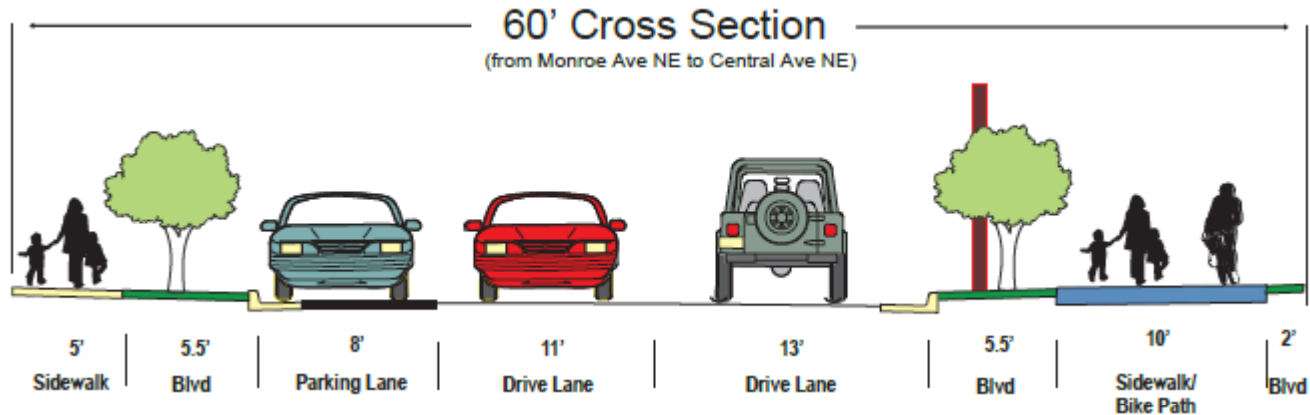 60' Cross Section
(from Monroe Ave NE to Central Ave NE)
5' 5.5' 8' 11' 13' 5.5' 10' 2'
Sidewalk Blvd Parking Lane Drive Lane Drive Lane Blvd Sidewalk/ Blvd
Bike Path